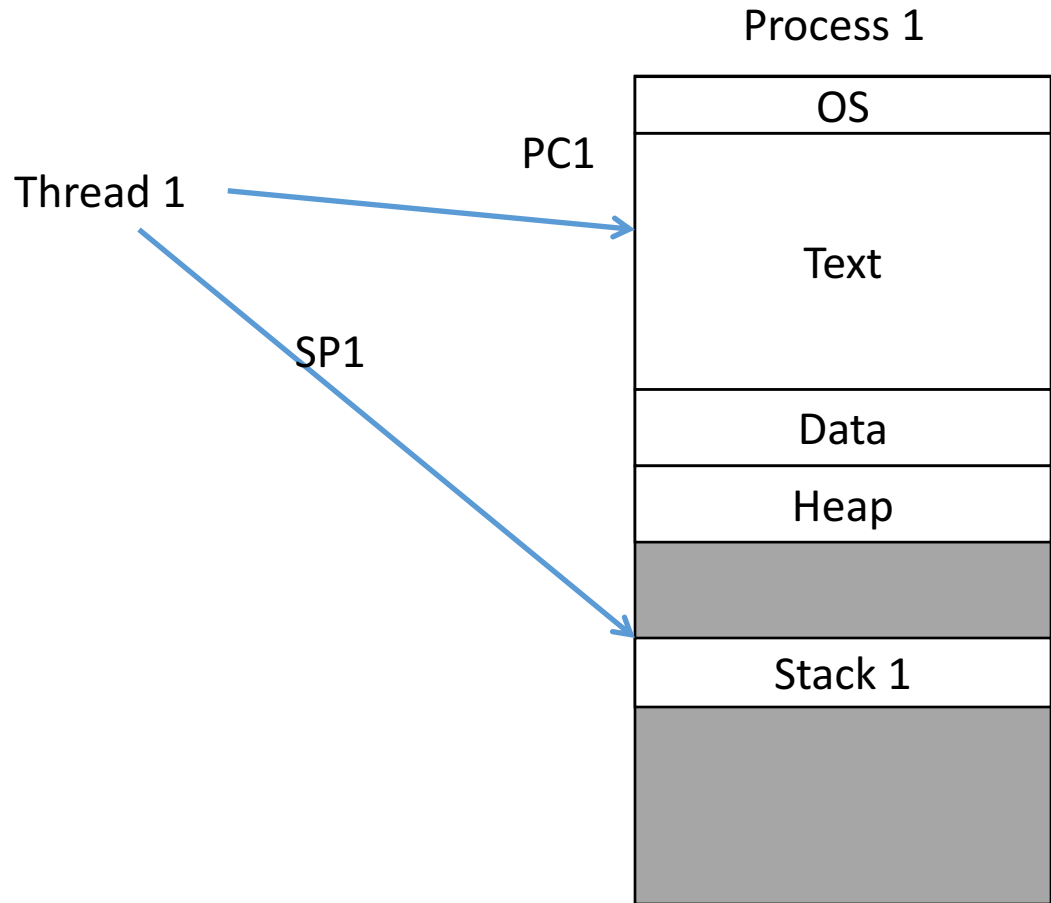 Process 1
OS
PC1
Thread 1
Text
SP1
Data
Heap
Stack 1